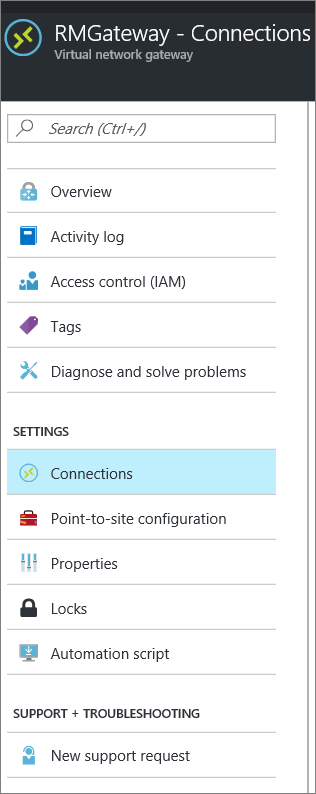 RMGateway - Connections
Virtual network gateway
Search (Ctrl+/)
Overview
Activity log
Access control (IAM)
Tags
Diagnose and solve problems
SETTINGS
Connections
Point-to-site configuration
Properties
Locks
Automation script
SUPPORT + TROUBLESHOOTING
New support request